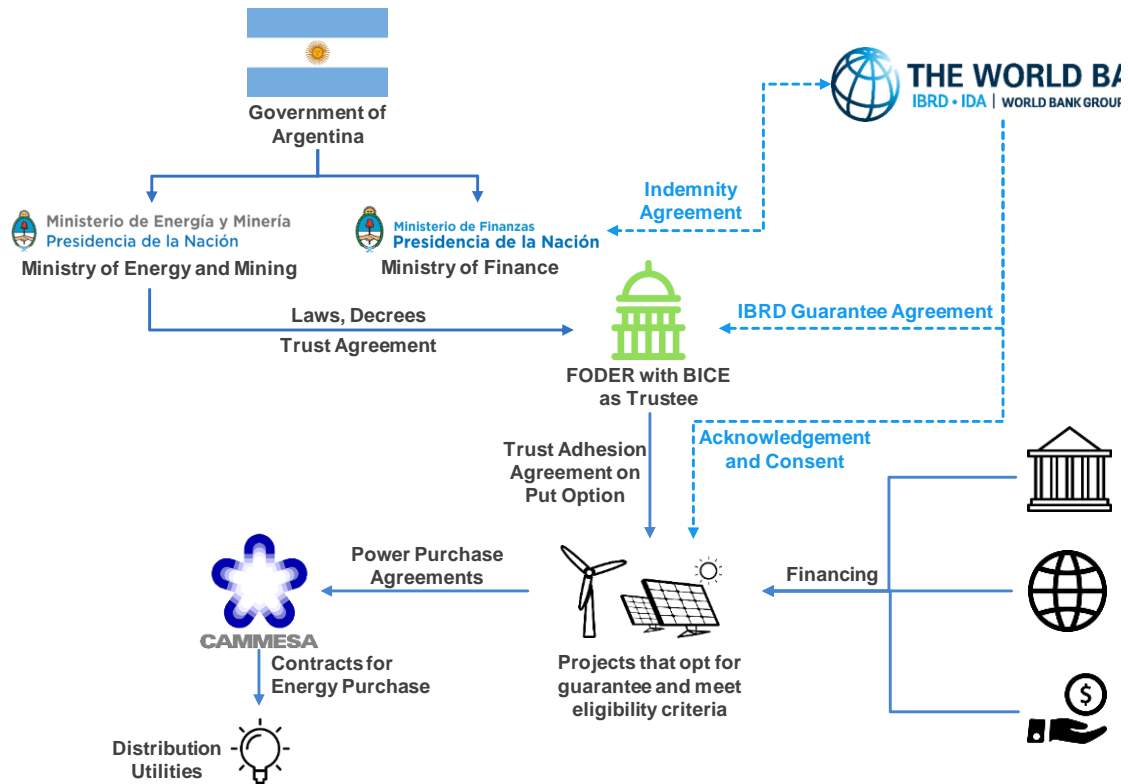 THE WORLD BA
IBRD • IDA | WORLD BANK GROUP
Government of
Argentina
Indemnity
Agreement
Ministerio de Energía y Minería
Presidencia de la Nación
Ministry of Energy and Mining
Ministerio de Finanzas
Presidencia de la Nación
Ministry of Finance
Laws, Decrees
Trust Agreement
IBRD Guarantee Agreement
FODER with BICE
as Trustee
Trust Adhesion
Agreement on
Put Option
Acknowledgement
and Consent
Power Purchase
Agreements
Financing
CAMMESA
Contracts for
Energy Purchase
Projects that opt for
guarantee and meet
eligibility criteria
$
Distribution
Utilities